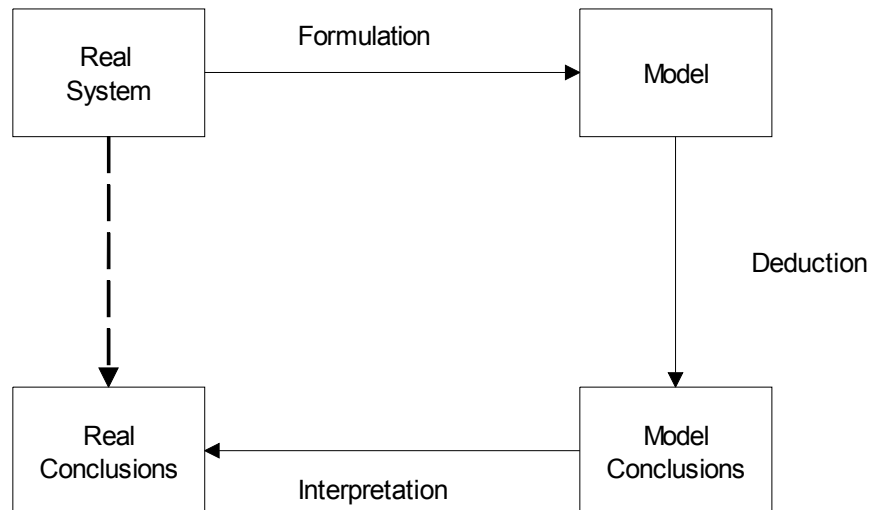 Formulation
Real
System
Model
Deduction
Real
Conclusions
Model
Conclusions
Interpretation